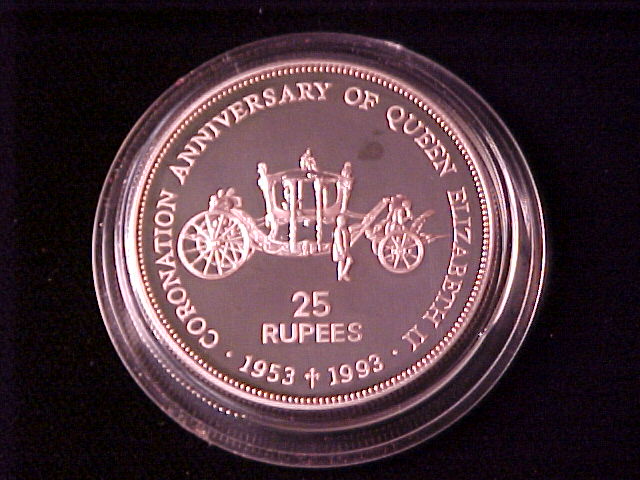 CORONATION ANNIVERSARY OF QUEEN ELIZABETH II
25
RUPEES
· 1953 † 1993 ·